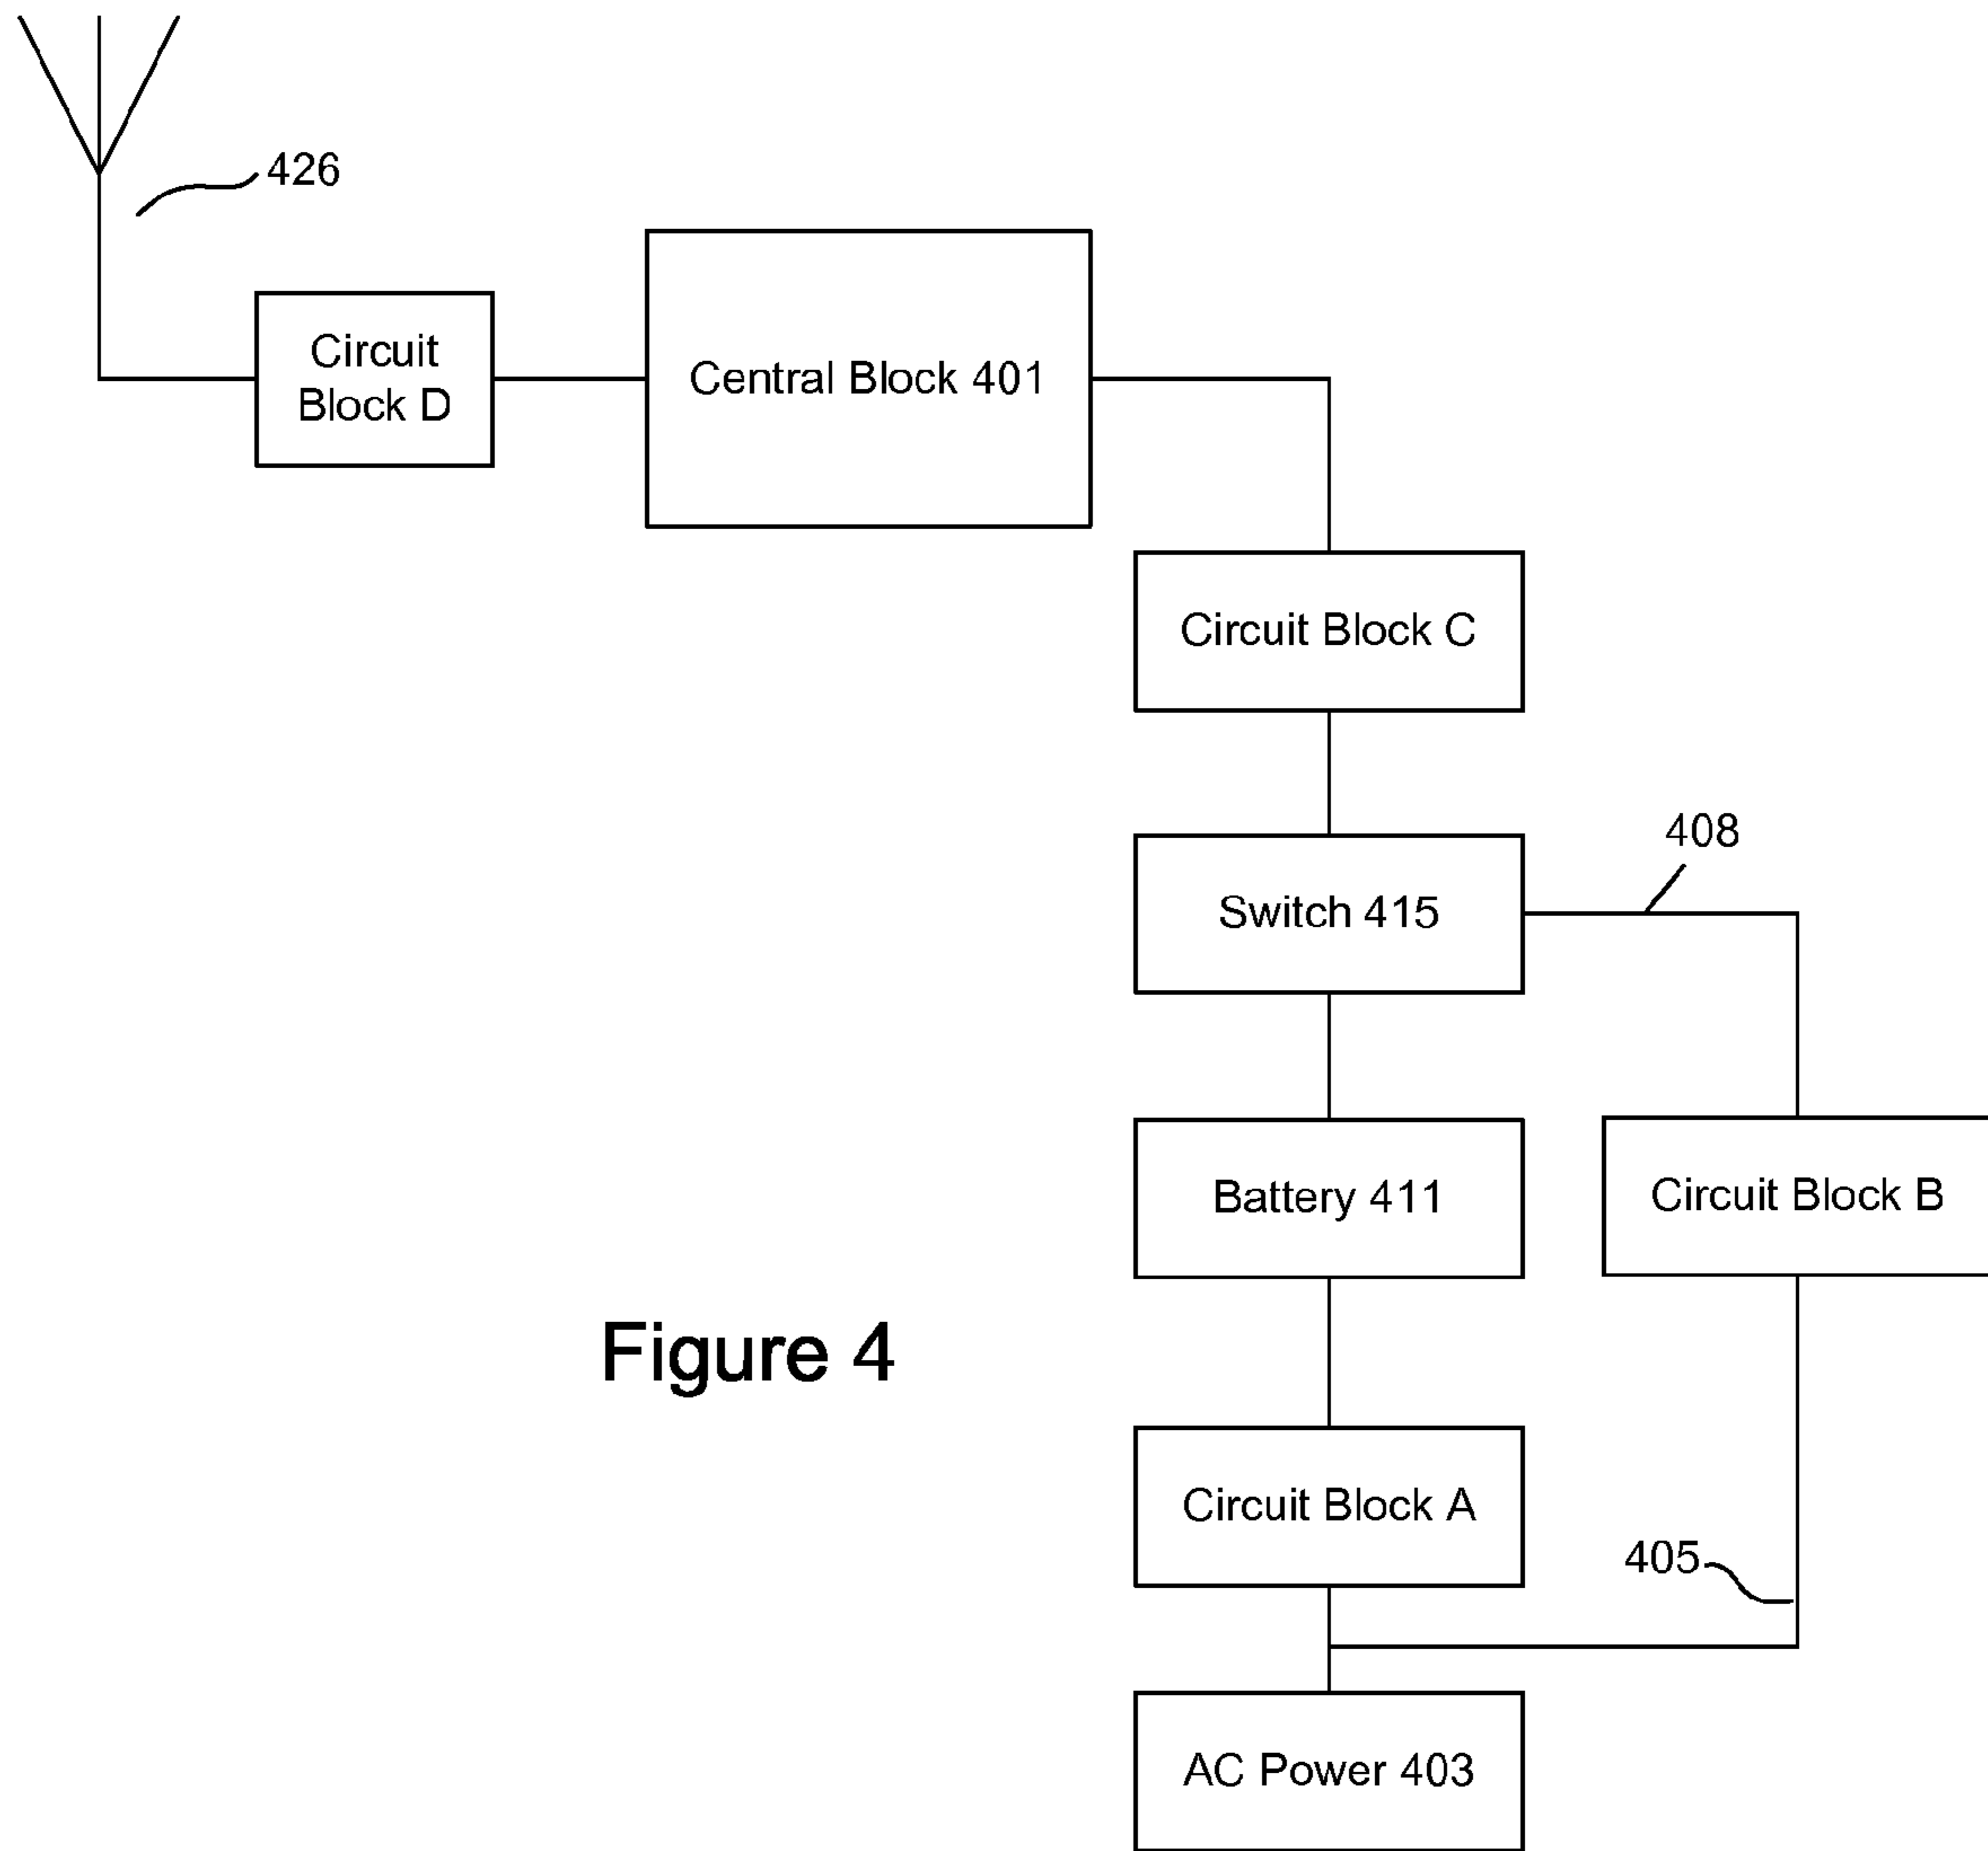 426
Circuit
Block D
Central Block 401
Circuit Block C
408
Switch 415
Battery 411
Circuit Block B
Figure 4
Circuit Block A
405
AC Power 403